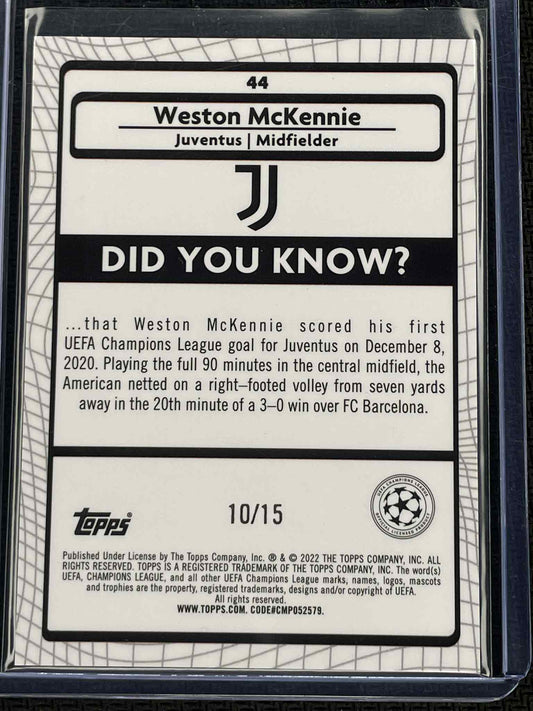 44
Weston McKennie
Juventus | Midfielder
DID YOU KNOW?
...that Weston McKennie scored his first
UEFA Champions League goal for Juventus on December 8,
2020. Playing the full 90 minutes in the central midfield, the
American netted on a right–footed volley from seven yards
away in the 20th minute of a 3–0 win over FC Barcelona.
Topps®
10/15
UEFA CHAMPIONS LEAGUE
OFFICIAL LICENSED PRODUCT
Published Under License by The Topps Company, Inc. ® & © 2022 THE TOPPS COMPANY, INC. ALL
RIGHTS RESERVED. TOPPS IS A REGISTERED TRADEMARK OF THE TOPPS COMPANY, INC. The word(s)
UEFA, CHAMPIONS LEAGUE, and all other UEFA Champions League marks, names, logos, mascots
and trophies are the property, registered trademarks, designs and/or copyright of UEFA.
All rights reserved.
WWW.TOPPS.COM. CODE#CMP052579.